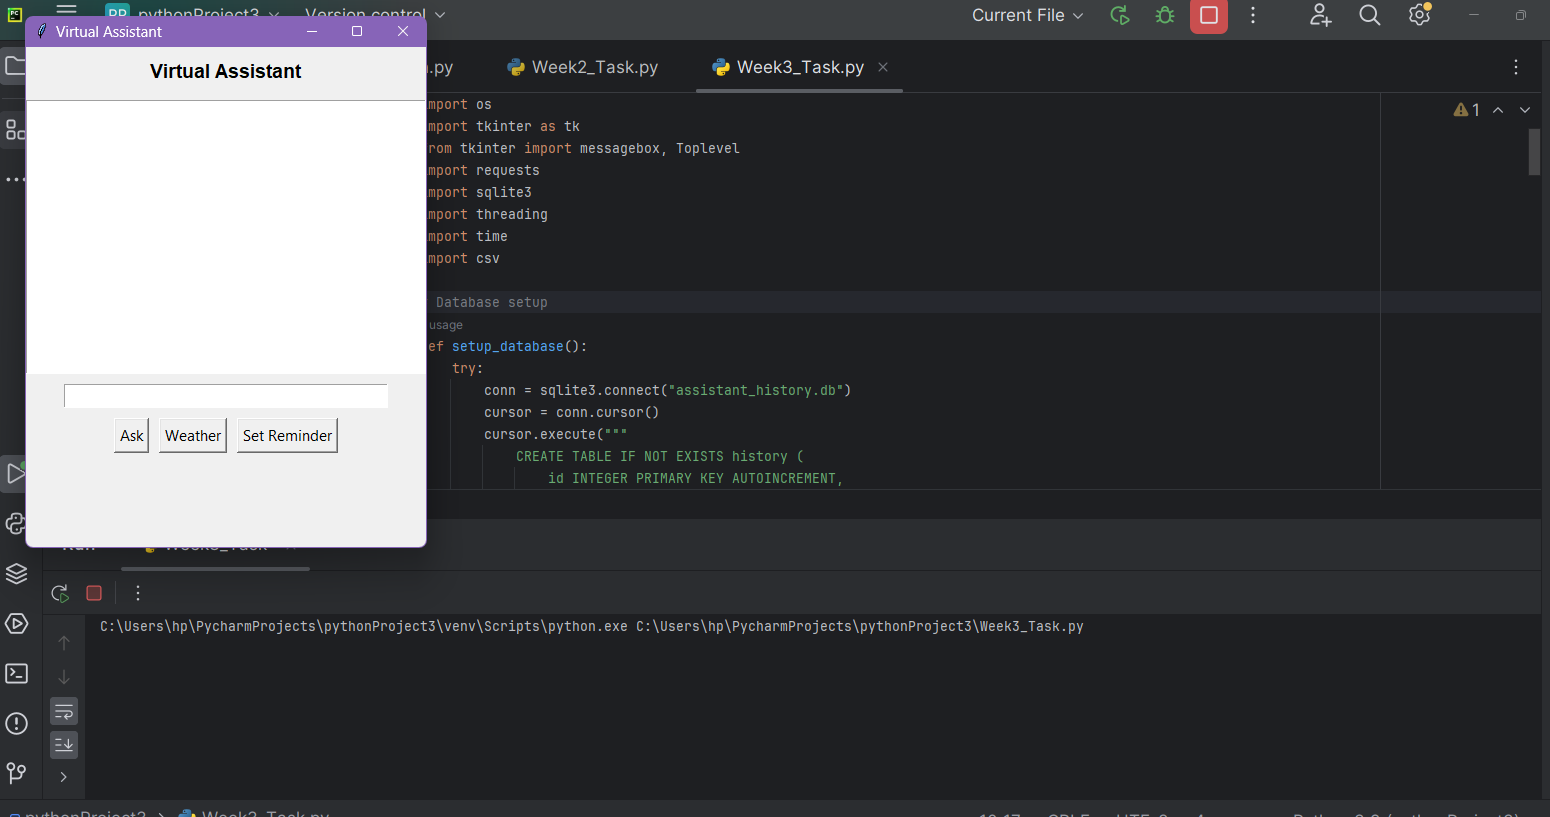 PC
PP pythonProject3 Version control Current File
Virtual Assistant
Virtual Assistant
.py Week2_Task.py Week3_Task.py
1
mport os
mport tkinter as tk
rom tkinter import messagebox, Toplevel
mport requests
mport sqlite3
mport threading
mport time
mport csv
Database setup
usage
ef setup_database():
try:
conn = sqlite3.connect("assistant_history.db")
cursor = conn.cursor()
cursor.execute("""
CREATE TABLE IF NOT EXISTS history (
id INTEGER PRIMARY KEY AUTOINCREMENT,
Ask Weather Set Reminder
Run Week3_Task
C:\Users\hp\PycharmProjects\pythonProject3\venv\Scripts\python.exe C:\Users\hp\PycharmProjects\pythonProject3\Week3_Task.py
pythonProject3 > Week3_Task.py